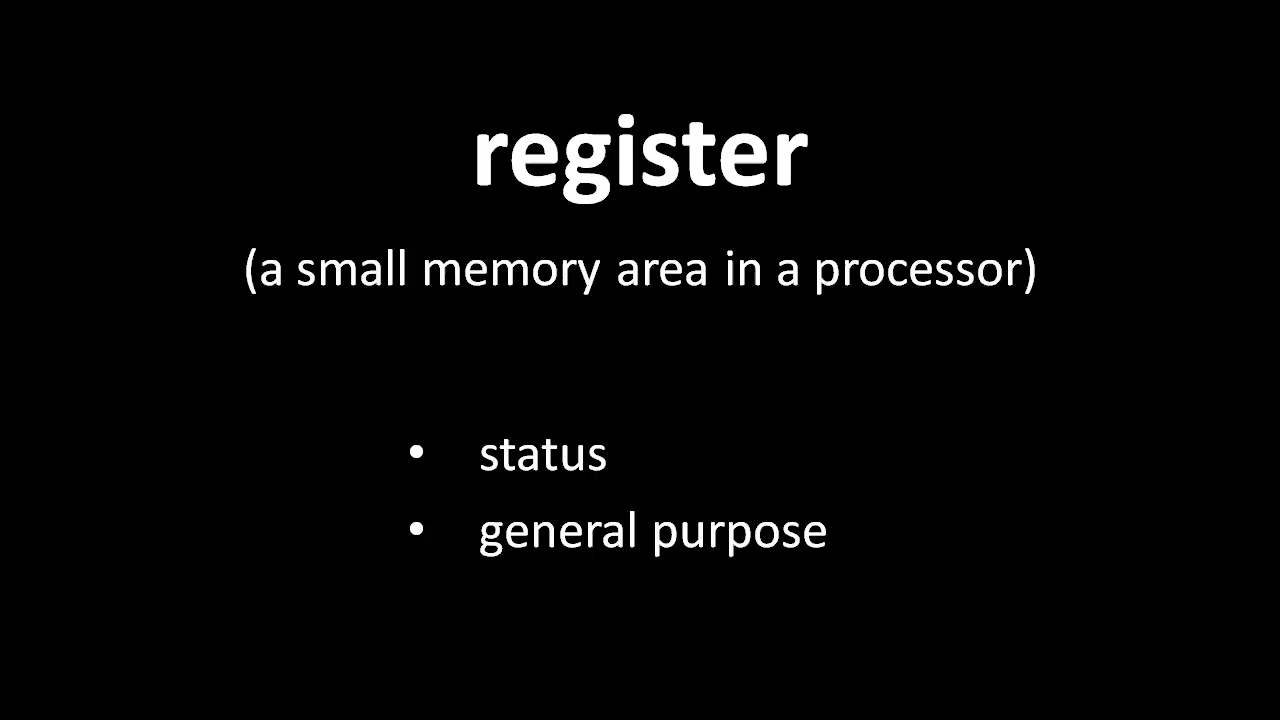 register
(a small memory area in a processor)
• status
• general purpose